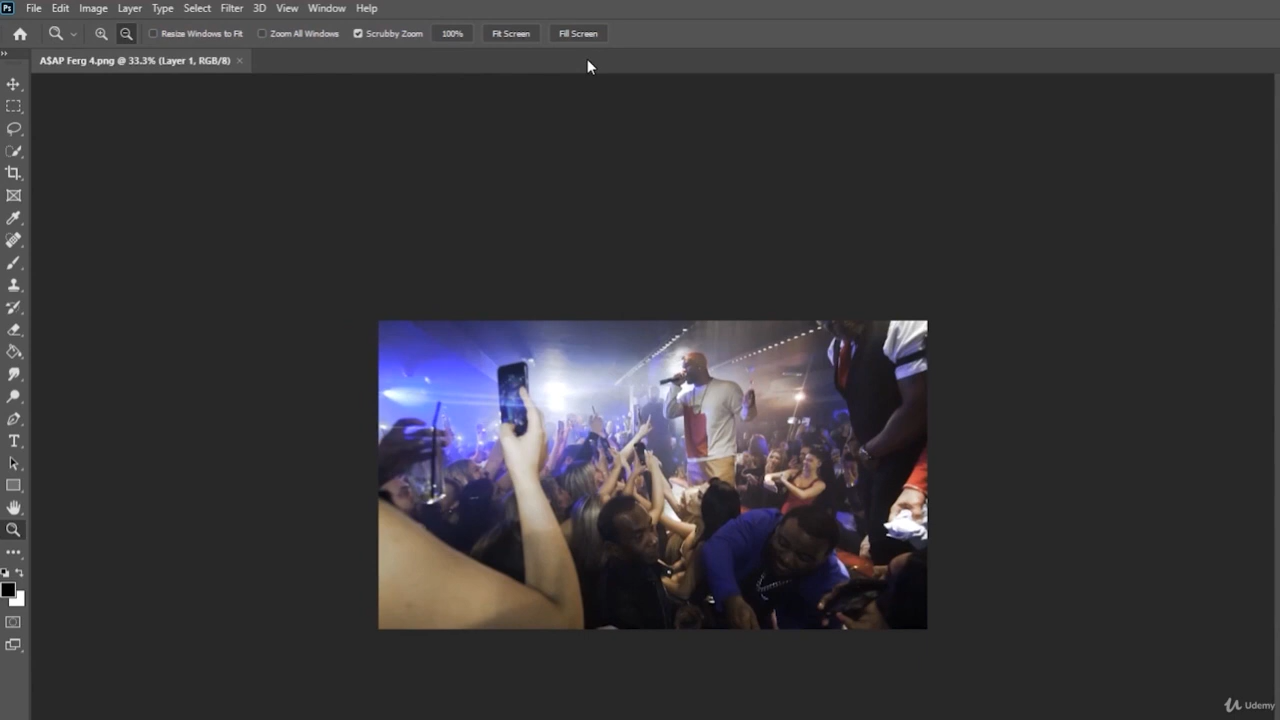 Ps File Edit Image Layer Type Select Filter 3D View Window Help
Resize Windows to Fit Zoom All Windows Scrubby Zoom 100% Fit Screen Fill Screen
A$AP Ferg 4.png @ 33.3% (Layer 1, RGB/8) ×
T
Udemy